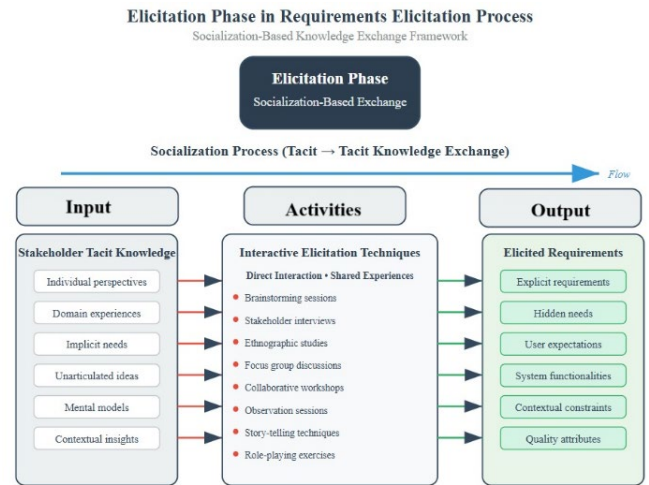 Elicitation Phase in Requirements Elicitation Process
Socialization-Based Knowledge Exchange Framework
Elicitation Phase
Socialization-Based Exchange
Socialization Process (Tacit → Tacit Knowledge Exchange)
Flow
Input
Stakeholder Tacit Knowledge
Individual perspectives
Domain experiences
Implicit needs
Unarticulated ideas
Mental models
Contextual insights
Activities
Interactive Elicitation Techniques
Direct Interaction • Shared Experiences
Brainstorming sessions
Stakeholder interviews
Ethnographic studies
Focus group discussions
Collaborative workshops
Observation sessions
Story-telling techniques
Role-playing exercises
Output
Elicited Requirements
Explicit requirements
Hidden needs
User expectations
System functionalities
Contextual constraints
Quality attributes